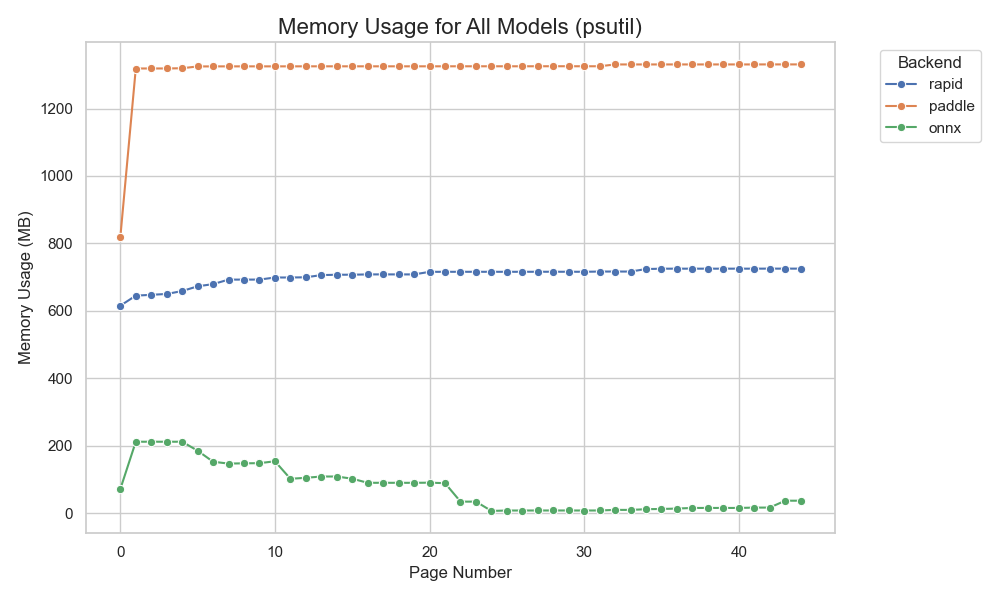 Memory Usage for All Models (psutil)
Memory Usage (MB)
1200
1000
800
600
400
200
0
0
10
20
30
40
Page Number
Backend
rapid
paddle
onnx